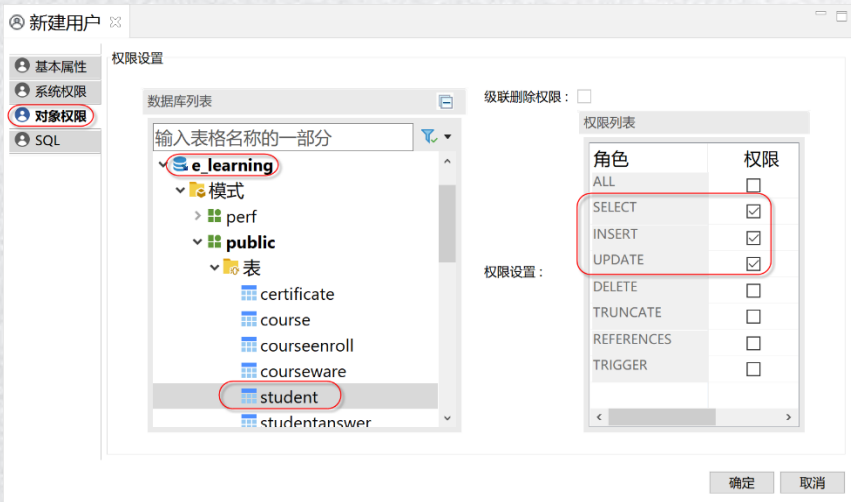 新建用户
基本属性
系统权限
对象权限
SQL
权限设置
数据库列表
输入表格名称的一部分
e_learning
模式
perf
public
表
certificate
course
courseenroll
courseware
student
studentanswer
级联删除权限：
权限设置：
权限列表
角色 权限
ALL
SELECT
INSERT
UPDATE
DELETE
TRUNCATE
REFERENCES
TRIGGER
确定 取消